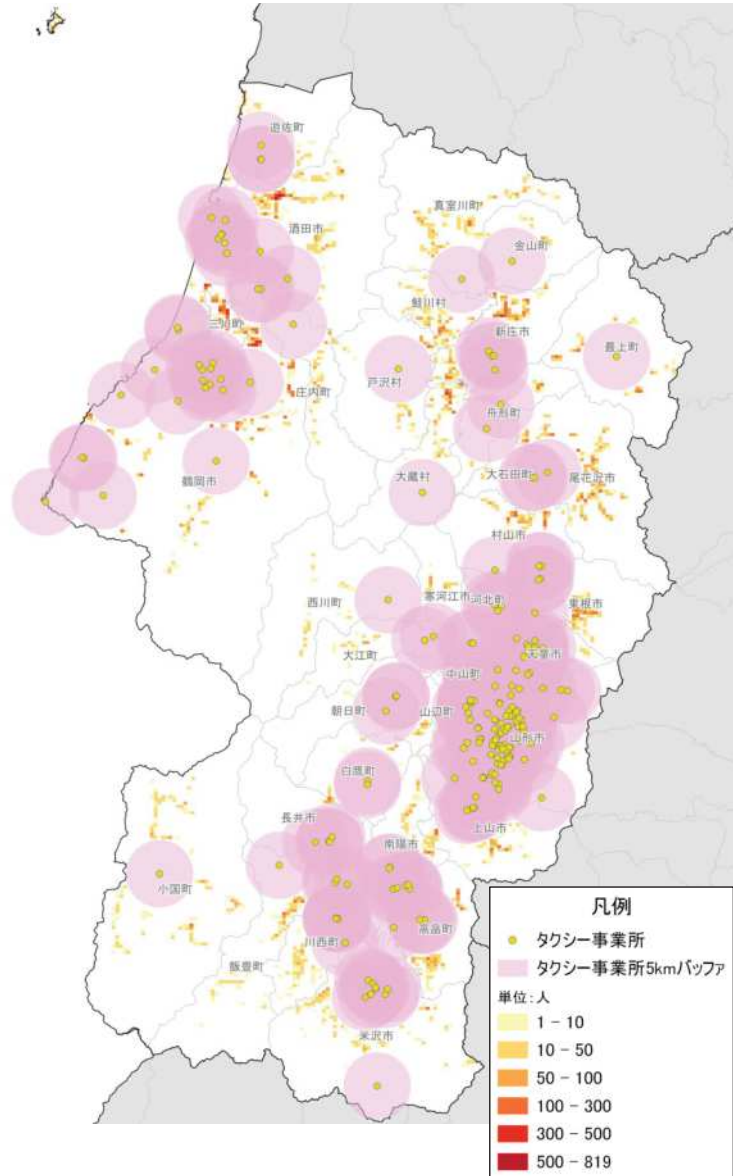 遊佐町
酒田市
真室川町
金山町
鮭川村
三川町
新庄市
最上町
戸沢村
庄内町
舟形町
鶴岡市
大蔵村
大石田町
尾花沢市
村山市
西川町
寒河江市
河北町
東根市
大江町
天童市
中山町
朝日町
山辺町
山形市
白鷹町
長井市
上山市
南陽市
小国町
高畠町
川西町
飯豊町
米沢市
凡例
タクシー事業所
タクシー事業所5kmバッファ
単位:人
1 - 10
10 - 50
50 - 100
100 - 300
300 - 500
500 - 819